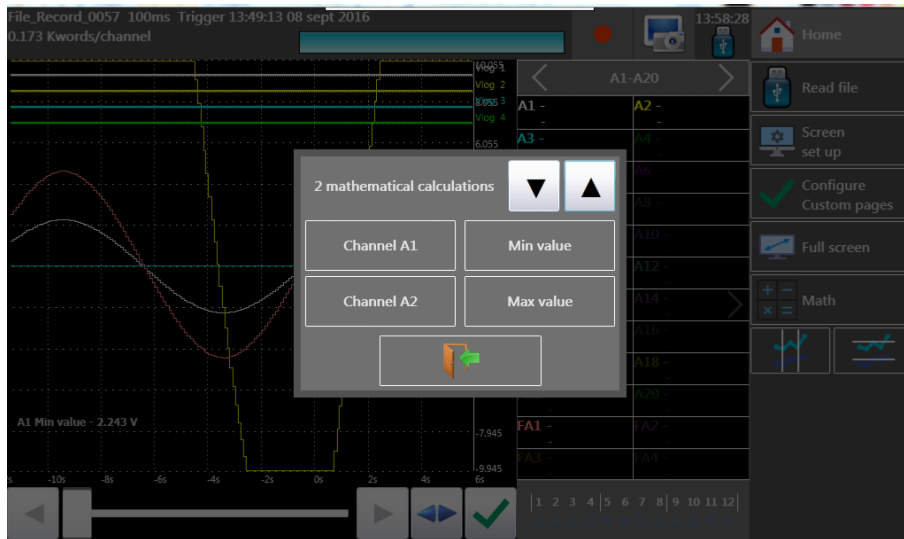 File_Record_0057 100ms Trigger 13:49:13 08 sept 2016
0.173 Kwords/channel
13:58:28
Home
Read file
Screen
set up
Configure
Custom pages
Full screen
Math
Vlog 1
Vlog 2
Vlog 3
Vlog 4
10.055
8.055
6.055
-7.945
-9.945
A1-A20
A1 -
-
A2 -
-
A3 -
A4 -
A6 -
A8 -
A10 -
A12 -
A14 -
A16 -
A18 -
A20 -
FA1 -
FA2 -
FA3 -
FA4 -
2 mathematical calculations
Channel A1
Min value
Channel A2
Max value
A1 Min value - 2.243 V
s -10s -8s -6s -4s -2s 0s 2s 4s 6s
1 2 3 4 5 6 7 8 9 10 11 12